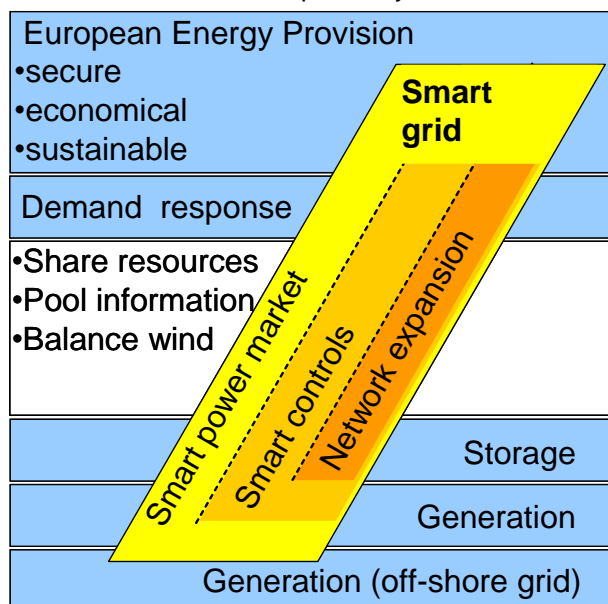 European Energy Provision
•secure
•economical
•sustainable
Smart
grid
Demand response
•Share resources
•Pool information
•Balance wind
Smart power market
Smart controls
Network expansion
Storage
Generation
Generation (off-shore grid)